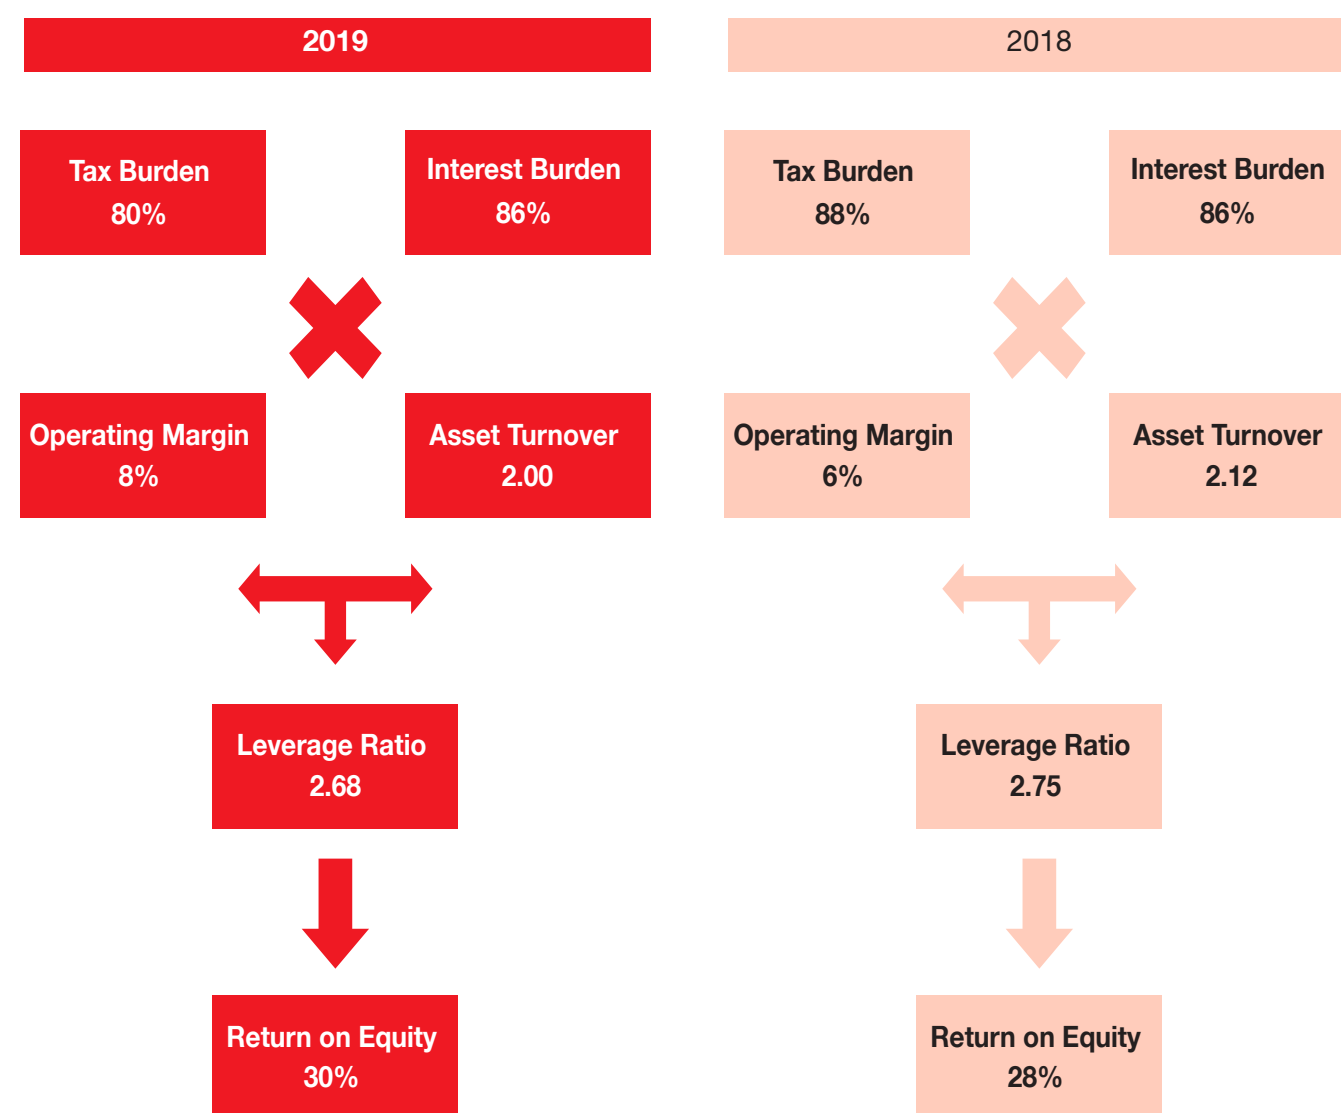 2019
Tax Burden
80%
Interest Burden
86%
Operating Margin
8%
Asset Turnover
2.00
Leverage Ratio
2.68
Return on Equity
30%
2018
Tax Burden
88%
Interest Burden
86%
Operating Margin
6%
Asset Turnover
2.12
Leverage Ratio
2.75
Return on Equity
28%